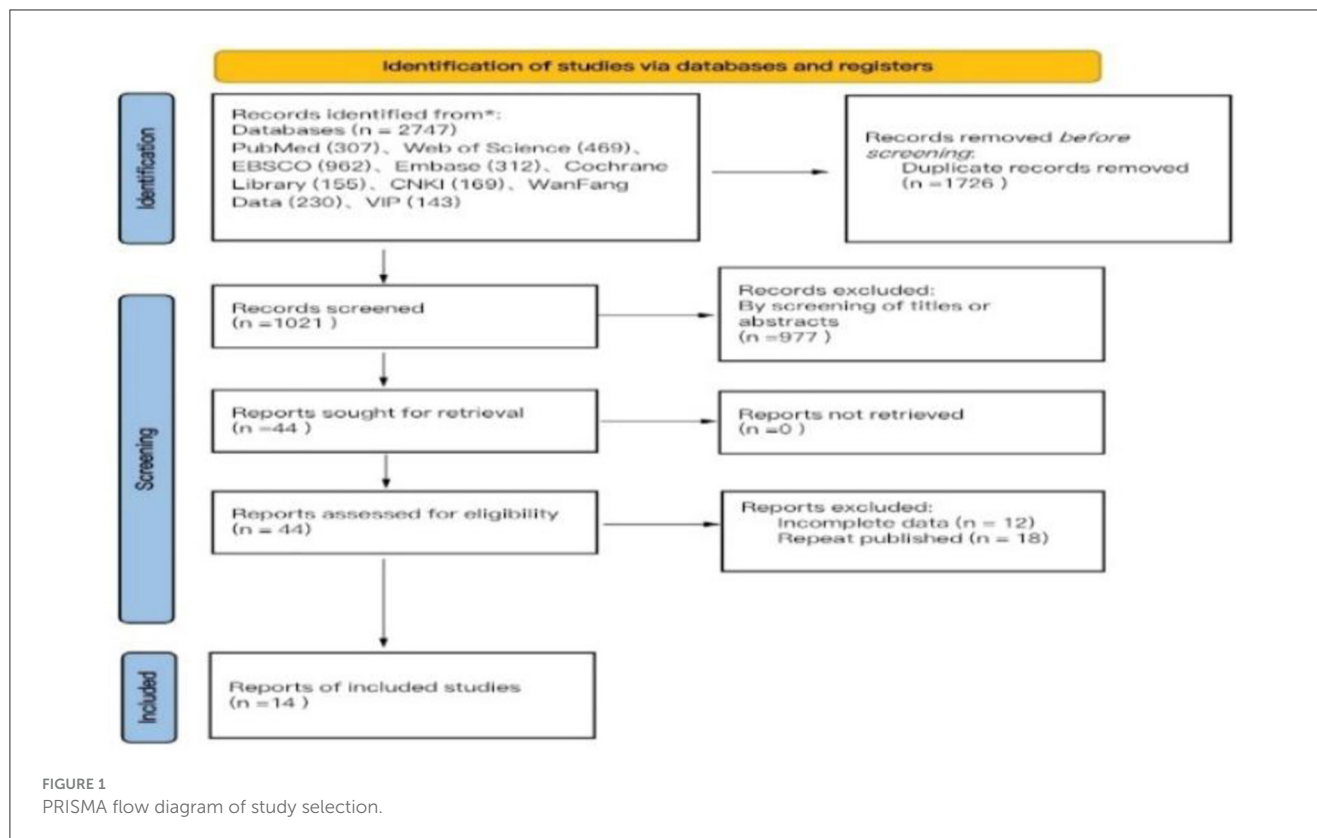 Identification of studies via databases and registers
Identification
Records identified from*:
Databases (n = 2747)
PubMed (307)、Web of Science (469)、
EBSCO (962)、Embase (312)、Cochrane
Library (155)、CNKI (169)、WanFang
Data (230)、VIP (143)
Records removed before
screening:
Duplicate records removed
(n =1726 )
Screening
Records screened
(n =1021 )
Records excluded:
By screening of titles or
abstracts
(n =977 )
Reports sought for retrieval
(n =44 )
Reports not retrieved
(n =0 )
Reports assessed for eligibility
(n = 44)
Reports excluded:
Incomplete data (n = 12)
Repeat published (n = 18)
Included
Reports of included studies
(n =14 )
FIGURE 1
PRISMA flow diagram of study selection.